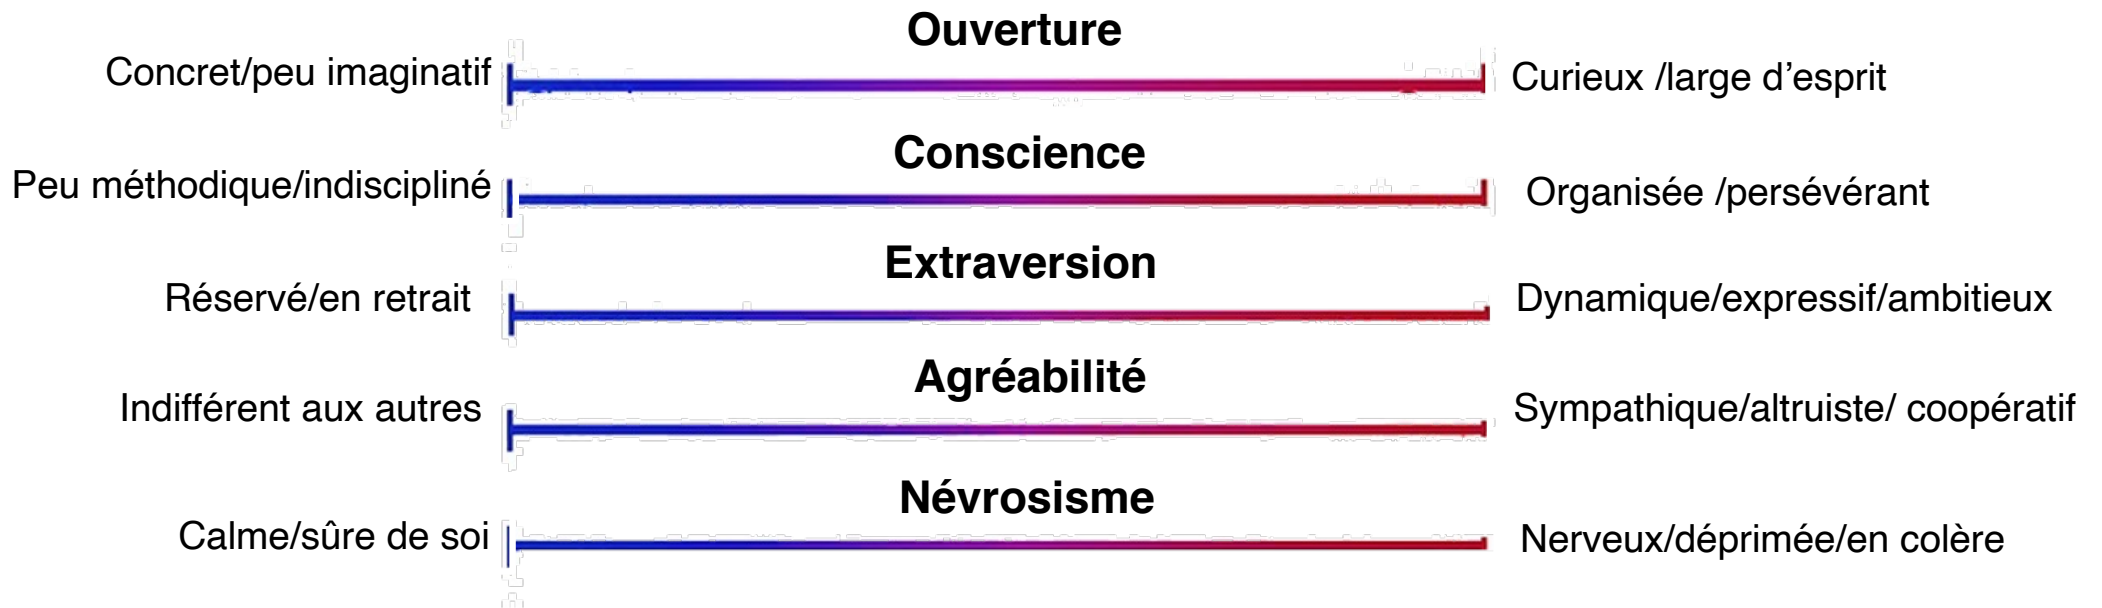 Ouverture
Concret/peu imaginatif
Curieux /large d’esprit
Conscience
Peu méthodique/indiscipliné
Organisée /persévérant
Extraversion
Réservé/en retrait
Dynamique/expressif/ambitieux
Agréabilité
Indifférent aux autres
Sympathique/altruiste/ coopératif
Névrosisme
Calme/sûre de soi
Nerveux/déprimée/en colère